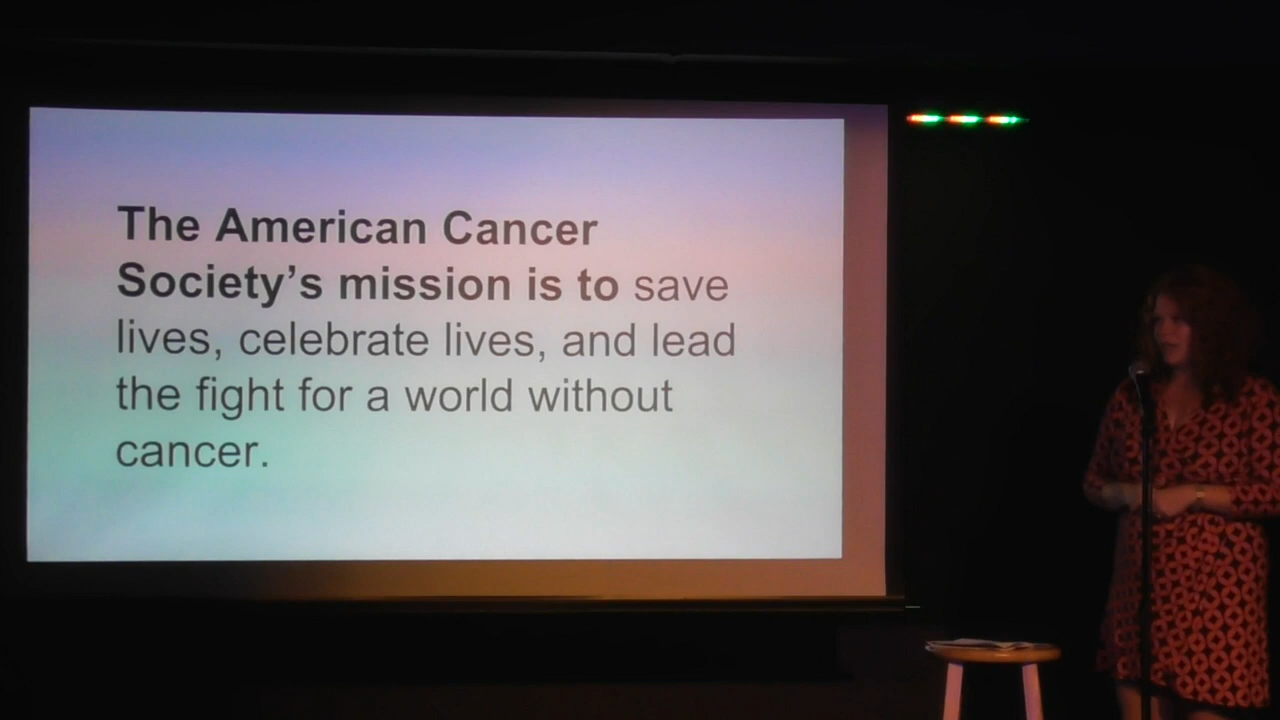 The American Cancer
Society’s mission is to save
lives, celebrate lives, and lead
the fight for a world without
cancer.